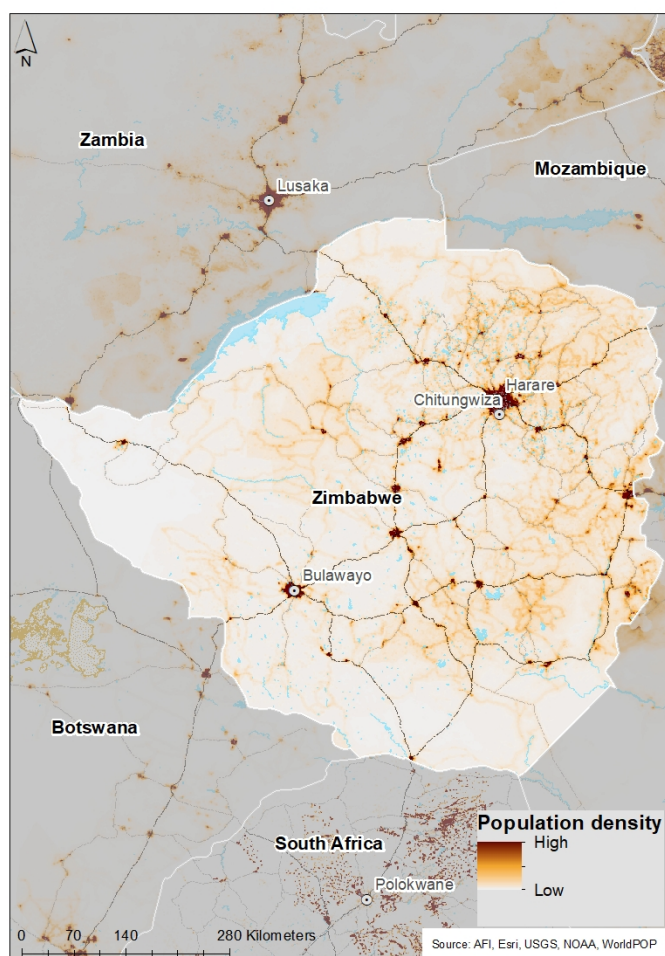 N
Zambia
Mozambique
Lusaka
Harare
Chitungwiza
Zimbabwe
Bulawayo
Botswana
South Africa
Polokwane
Population density
High
Low
0 70 140 280 Kilometers
Source: AFI, Esri, USGS, NOAA, WorldPOP